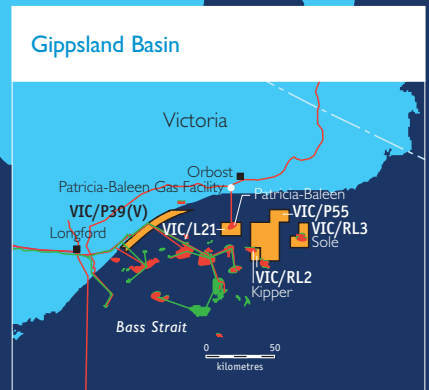 Gippsland Basin
Victoria
Orbost
Patricia-Baleen Gas Facility
Patricia-Baleen
VIC/P39(V)
VIC/P55
VIC/L21
VIC/RL3
Longford
Sole
VIC/RL2
Kipper
Bass Strait
0 50
kilometres